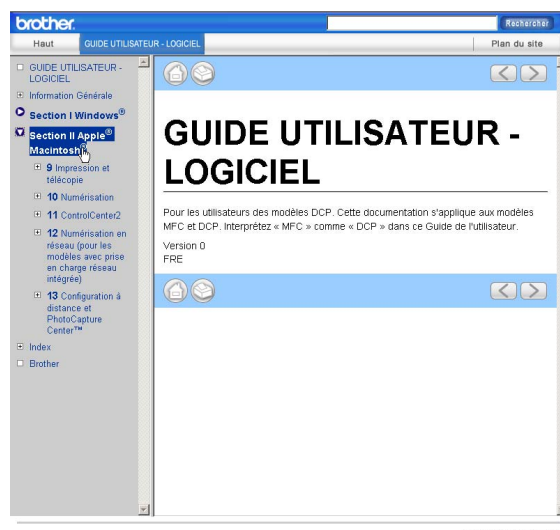 brother.
Rechercher
Haut
GUIDE UTILISATEUR - LOGICIEL
Plan du site
GUIDE UTILISATEUR -
LOGICIEL
Information Générale
Section I Windows®
Section II Apple®
Macintosh®
9 Impression et
télécopie
10 Numérisation
11 ControlCenter2
12 Numérisation en
réseau (pour les
modèles avec prise
en charge réseau
intégrée)
13 Configuration à
distance et
PhotoCapture
Center™
Index
Brother
GUIDE UTILISATEUR -
LOGICIEL
Pour les utilisateurs des modèles DCP. Cette documentation s'applique aux modèles
MFC et DCP. Interprétez « MFC » comme « DCP » dans ce Guide de l'utilisateur.
Version 0
FRE